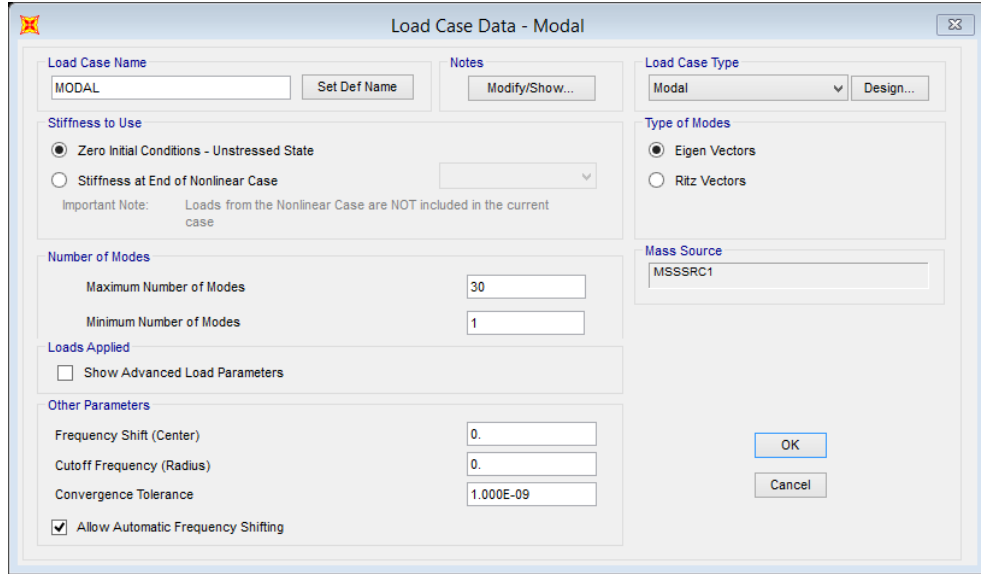 Load Case Data - Modal
Load Case Name
MODAL
Set Def Name
Notes
Modify/Show...
Load Case Type
Modal
Design...
Stiffness to Use
Zero Initial Conditions - Unstressed State
Stiffness at End of Nonlinear Case
Important Note: Loads from the Nonlinear Case are NOT included in the current
case
Type of Modes
Eigen Vectors
Ritz Vectors
Number of Modes
Maximum Number of Modes 30
Minimum Number of Modes 1
Mass Source
MSSSRC1
Loads Applied
Show Advanced Load Parameters
Other Parameters
Frequency Shift (Center) 0.
Cutoff Frequency (Radius) 0.
Convergence Tolerance 1.000E-09
Allow Automatic Frequency Shifting
OK
Cancel